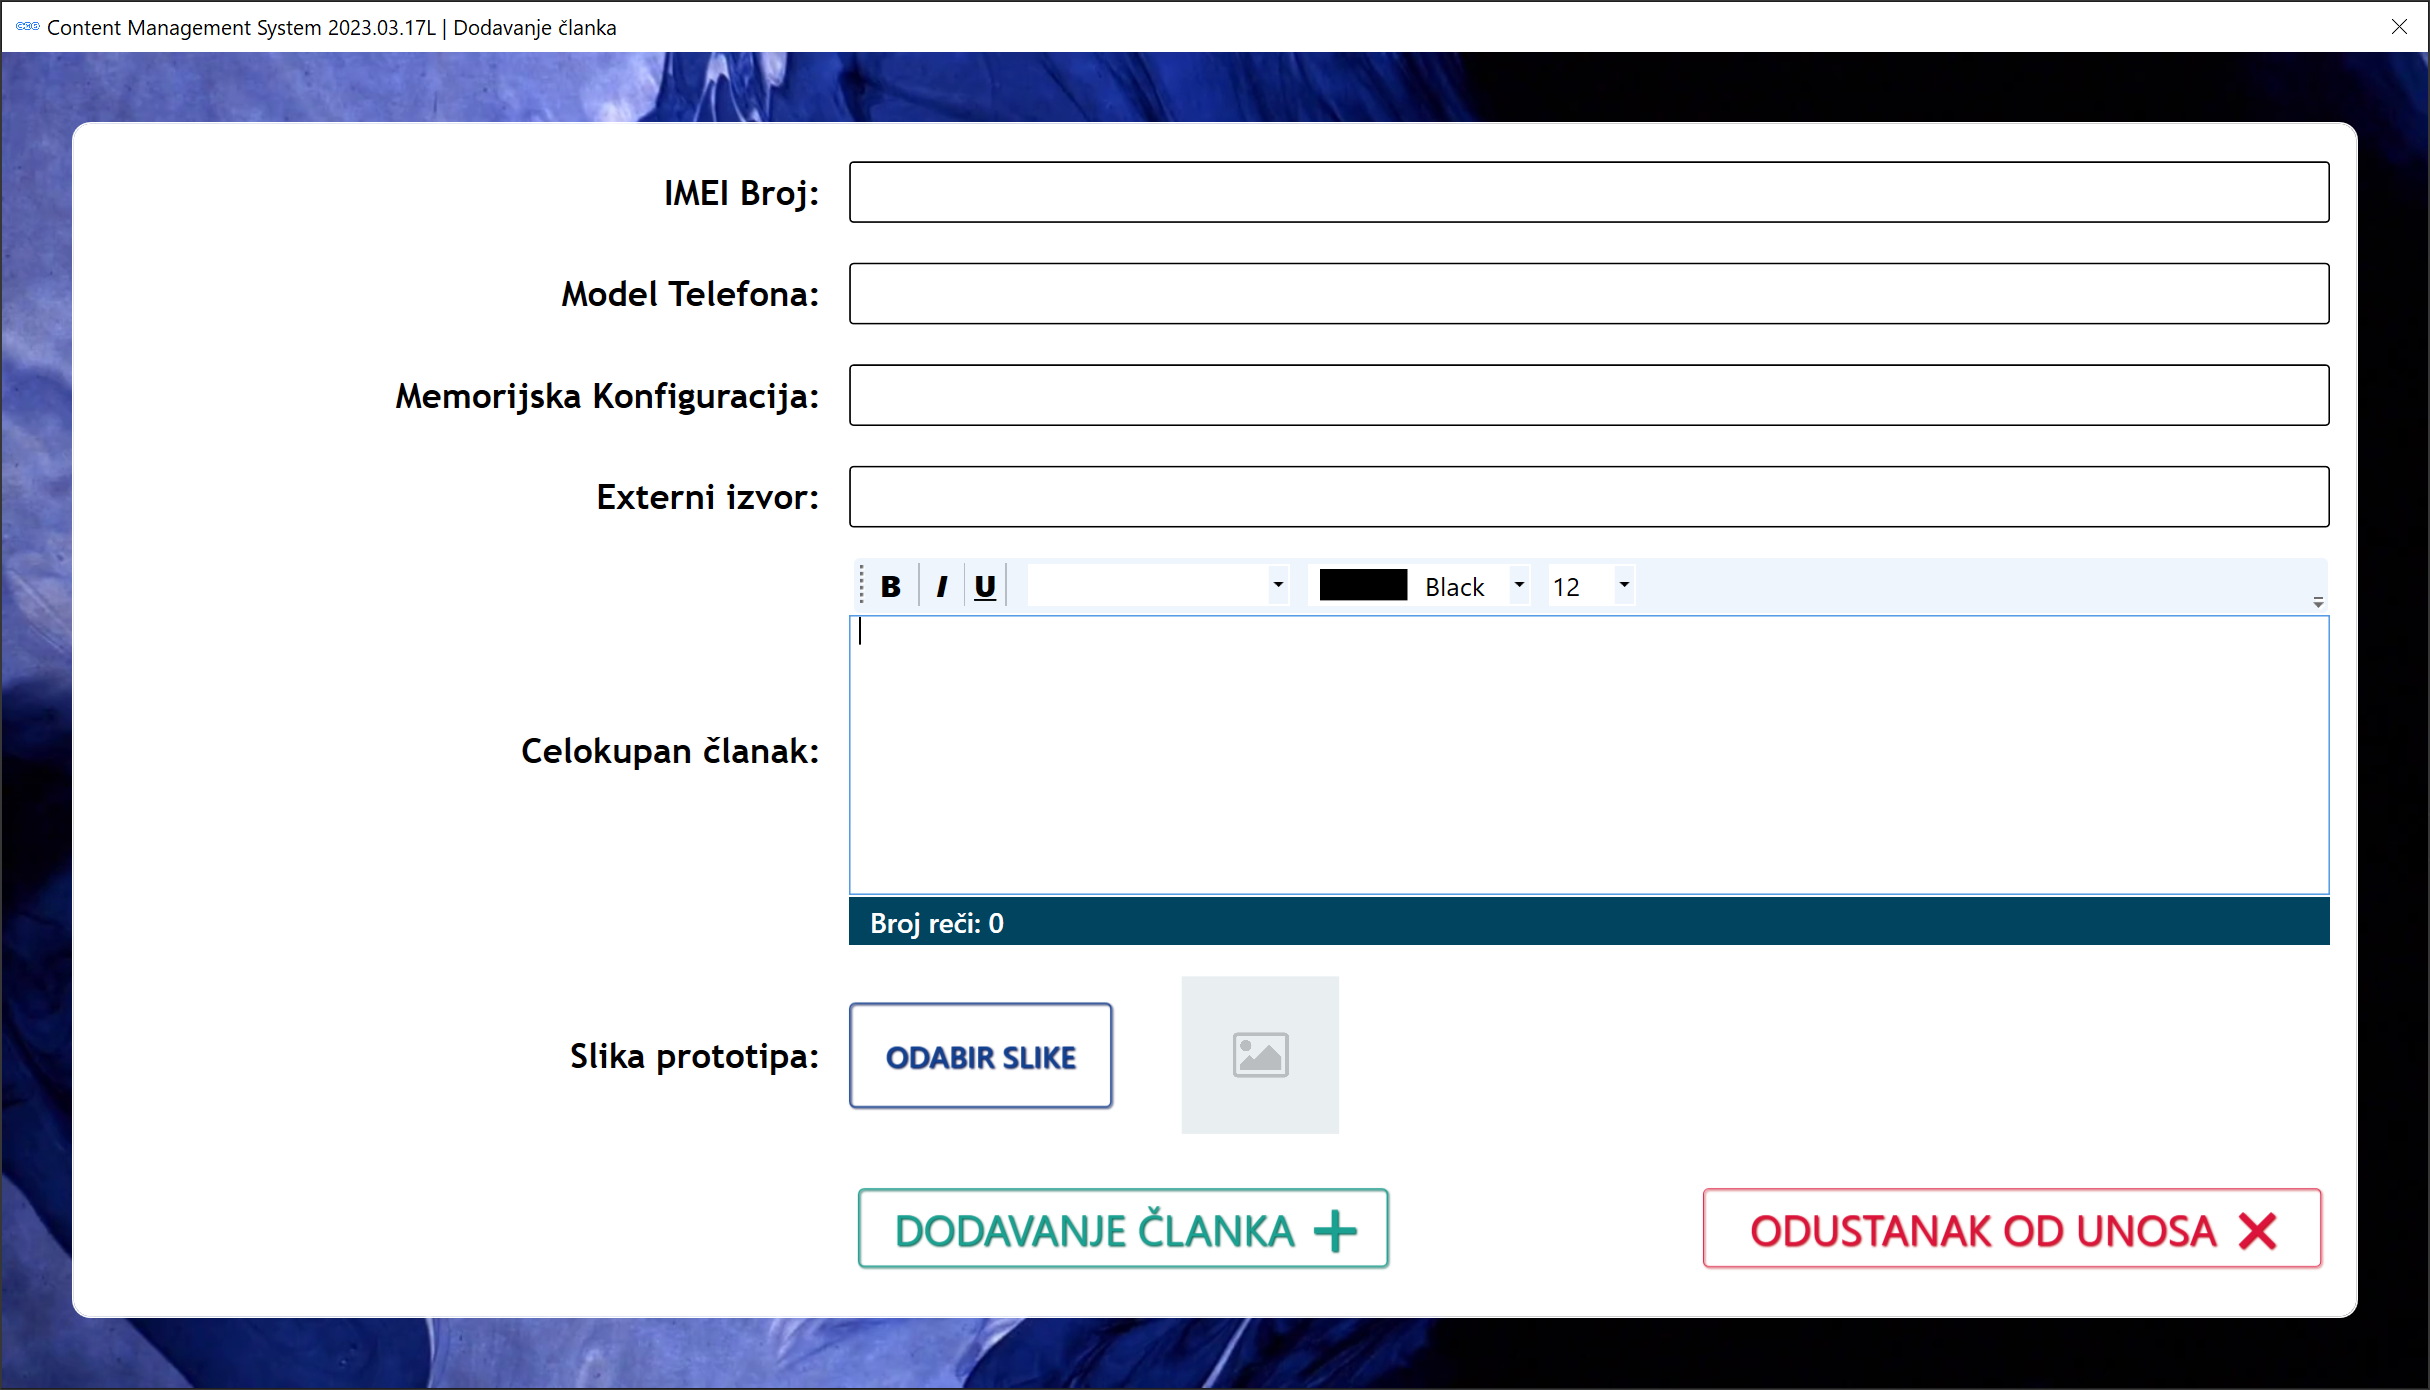 Content Management System 2023.03.17L | Dodavanje članka
IMEI Broj:
Model Telefona:
Memorijska Konfiguracija:
Externi izvor:
B I U Black 12
Celokupan članak:
Broj reči: 0
Slika prototipa:
ODABIR SLIKE
DODAVANJE ČLANKA
ODUSTANAK OD UNOSA